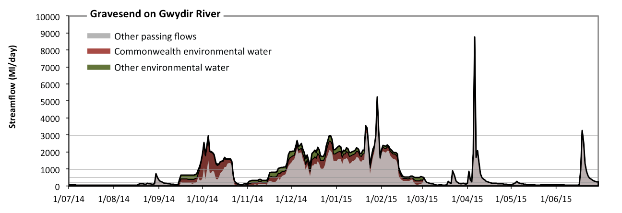 Gravesend on Gwydir River
Other passing flows
Commonwealth environmental water
Other environmental water
Streamflow (Ml/day)
10000
9000
8000
7000
6000
5000
4000
3000
2000
1000
0
1/07/14 1/08/14 1/09/14 1/10/14 1/11/14 1/12/14 1/01/15 1/02/15 1/03/15 1/04/15 1/05/15 1/06/15